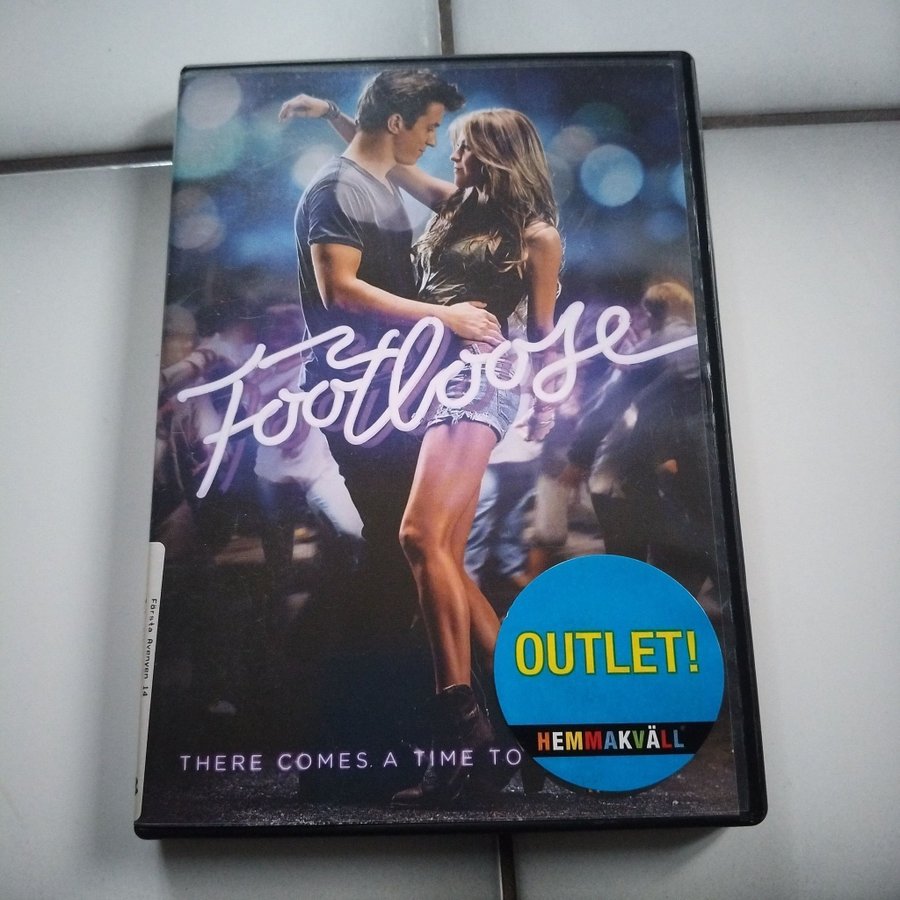 Footloose
Första Avenyen 14
OUTLET!
HEMMAKVÄLL
THERE COMES A TIME TO